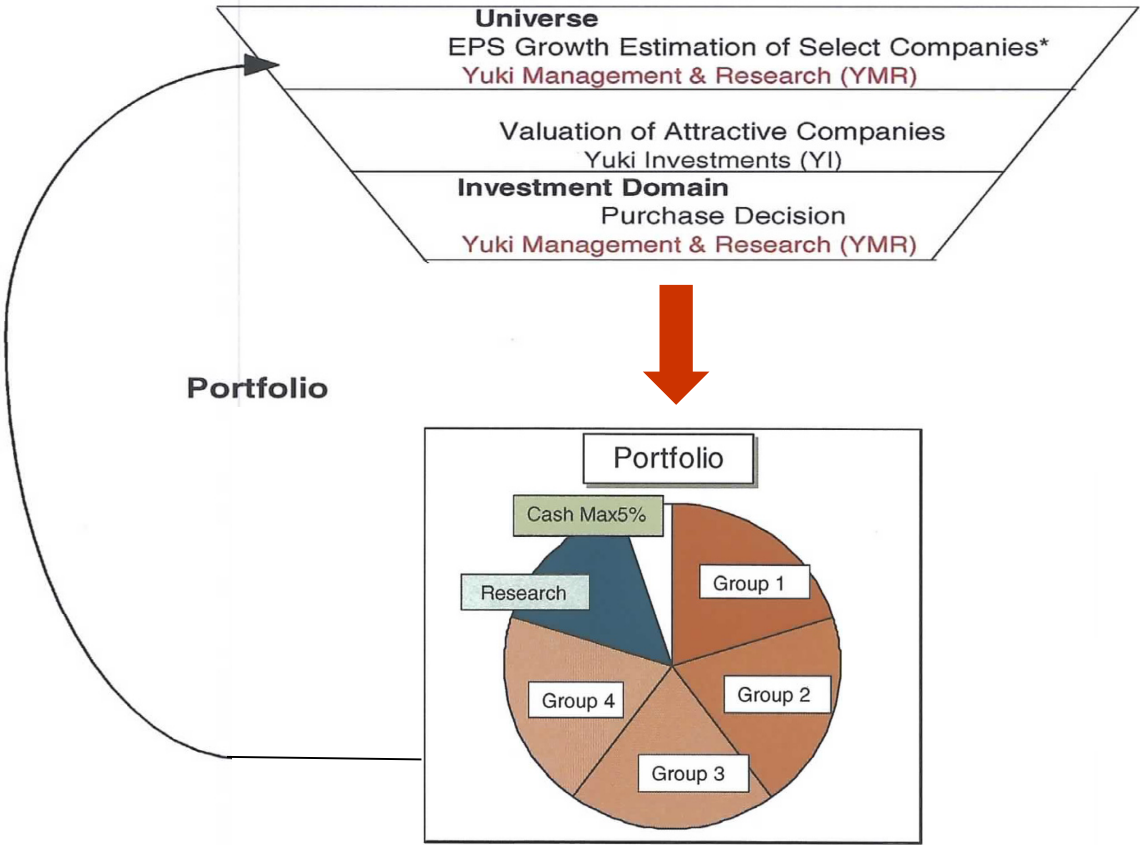 Universe
EPS Growth Estimation of Select Companies*
Yuki Management & Research (YMR)
Valuation of Attractive Companies
Yuki Investments (YI)
Investment Domain
Purchase Decision
Yuki Management & Research (YMR)
Portfolio
Portfolio
Cash Max5%
Group 1
Research
Group 2
Group 4
Group 3